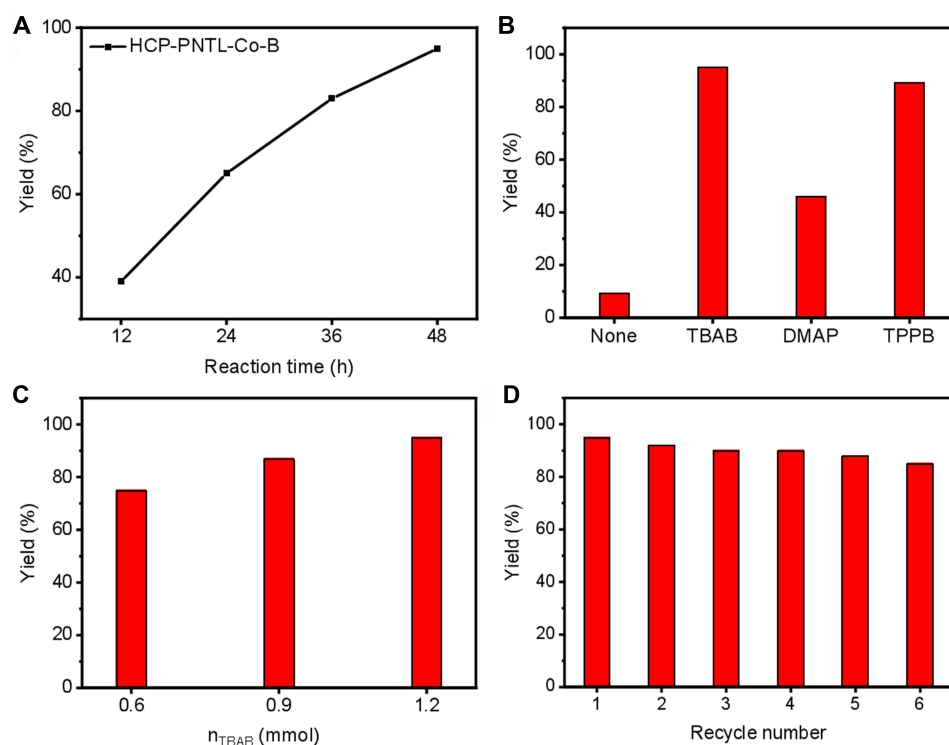 A
100
80
60
40
Yield (%)
HCP-PNTL-Co-B
12 24 36 48
Reaction time (h)
B
100
80
60
40
20
0
Yield (%)
None TBAB DMAP TPPB
C
100
80
60
40
20
0
Yield (%)
0.6 0.9 1.2
nTBAB (mmol)
D
100
80
60
40
20
0
Yield (%)
1 2 3 4 5 6
Recycle number